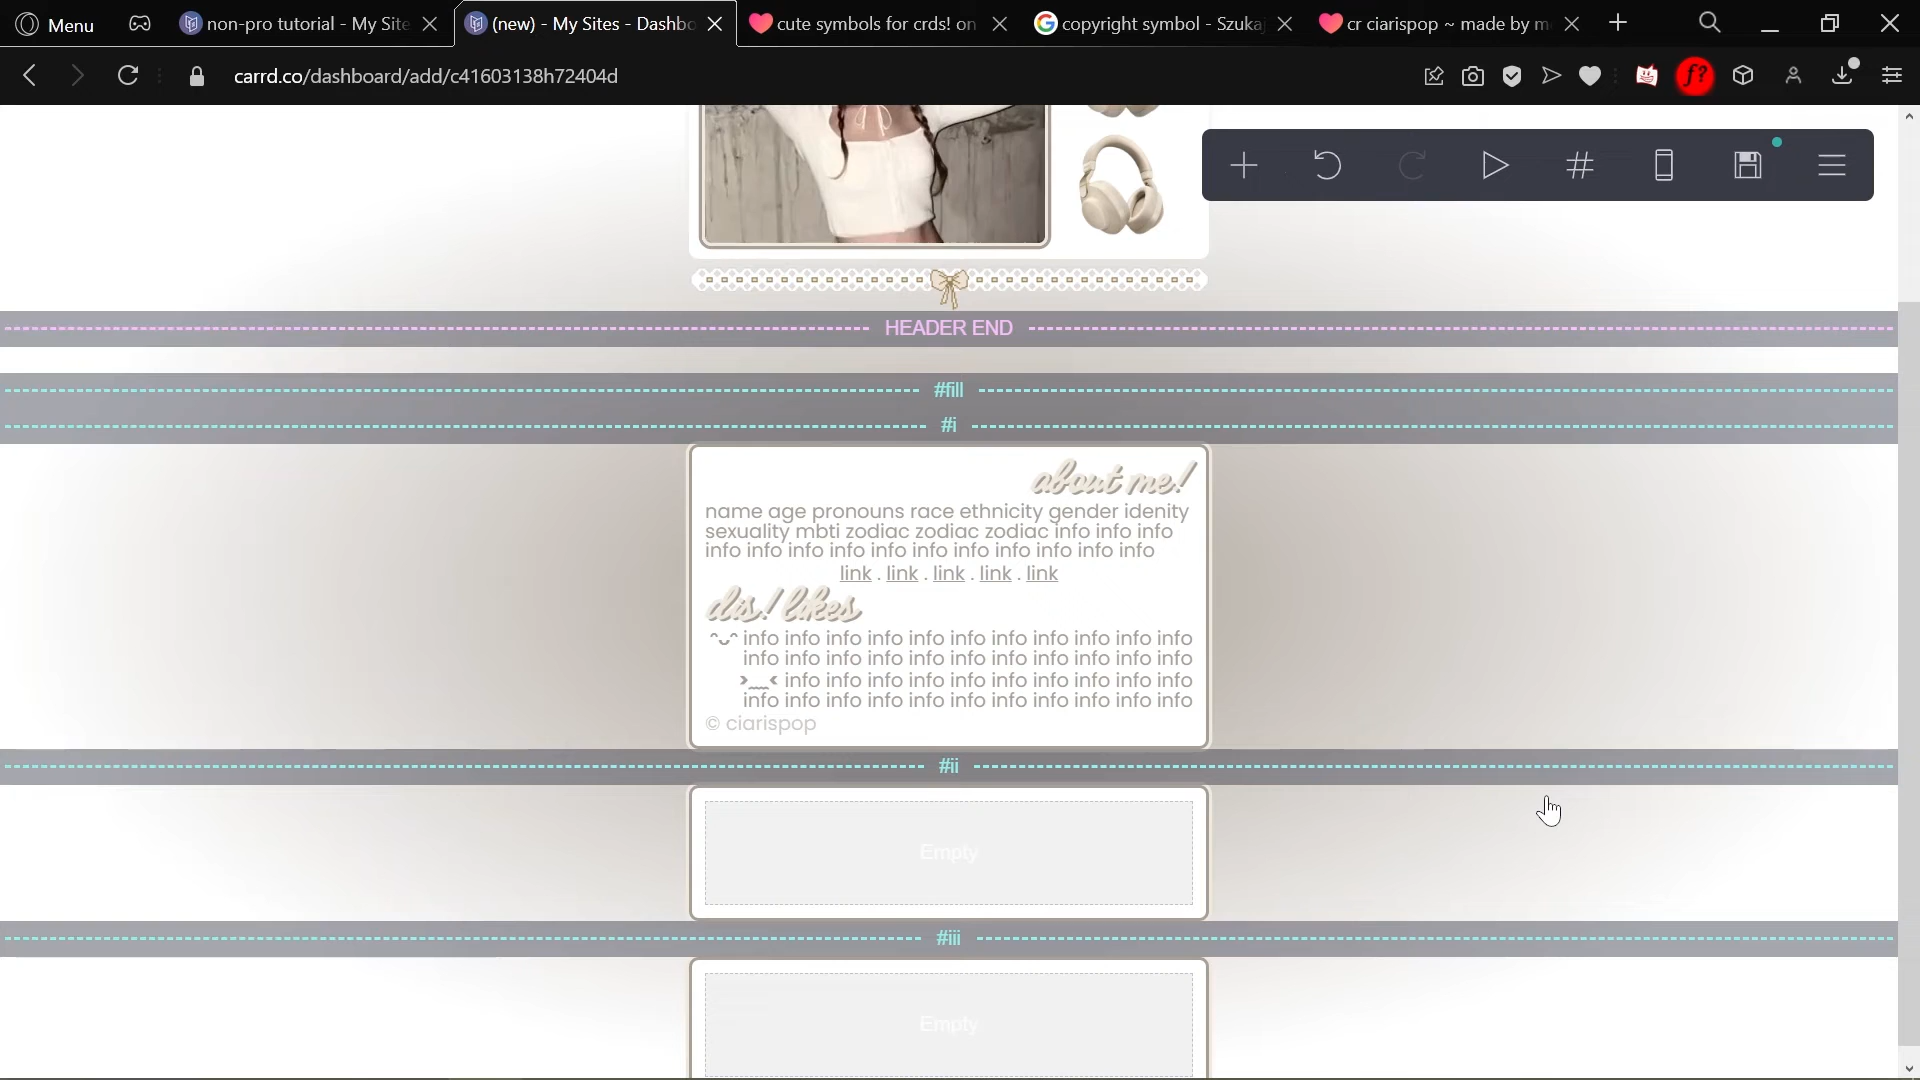 Menu
non-pro tutorial - My Site
(new) - My Sites - Dashbo
cute symbols for crds! on
copyright symbol - Szuka
cr ciarispop ~ made by m
carrd.co/dashboard/add/c41603138h72404d
f?
HEADER END
#fill
#i
about me!
name age pronouns race ethnicity gender idenity
sexuality mbti zodiac zodiac zodiac info info info
info info info info info info info info info info info
link . link . link . link . link
dis! likes
ᵔᴗᵔ info info info info info info info info info info info
info info info info info info info info info info info
>﹏< info info info info info info info info info info
info info info info info info info info info info info
© ciarispop
#ii
Empty
#iii
Empty